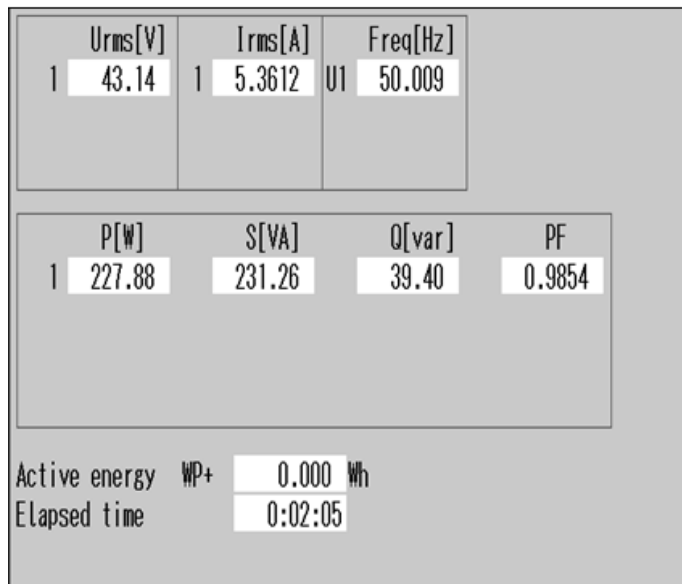 Urms[V] Irms[A] Freq[Hz]
1 43.14 1 5.3612 U1 50.009
P[W] S[VA] Q[var] PF
1 227.88 231.26 39.40 0.9854
Active energy WP+ 0.000 Wh
Elapsed time 0:02:05